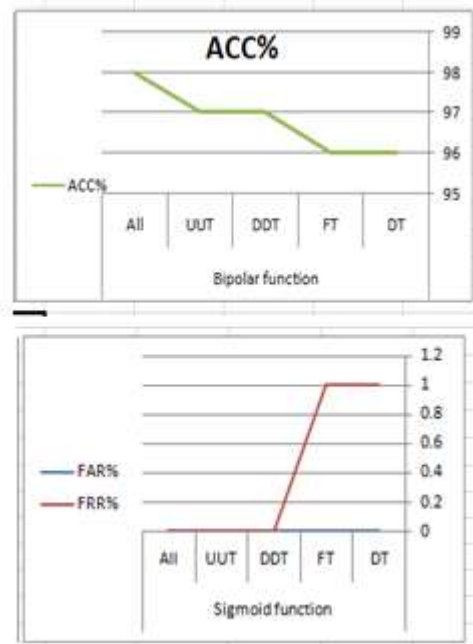 ACC%
99
98
97
96
95
ACC%
All UUT DDT FT DT
Bipolar function
1.2
1
0.8
0.6
0.4
0.2
0
FAR%
FRR%
All UUT DDT FT DT
Sigmoid function